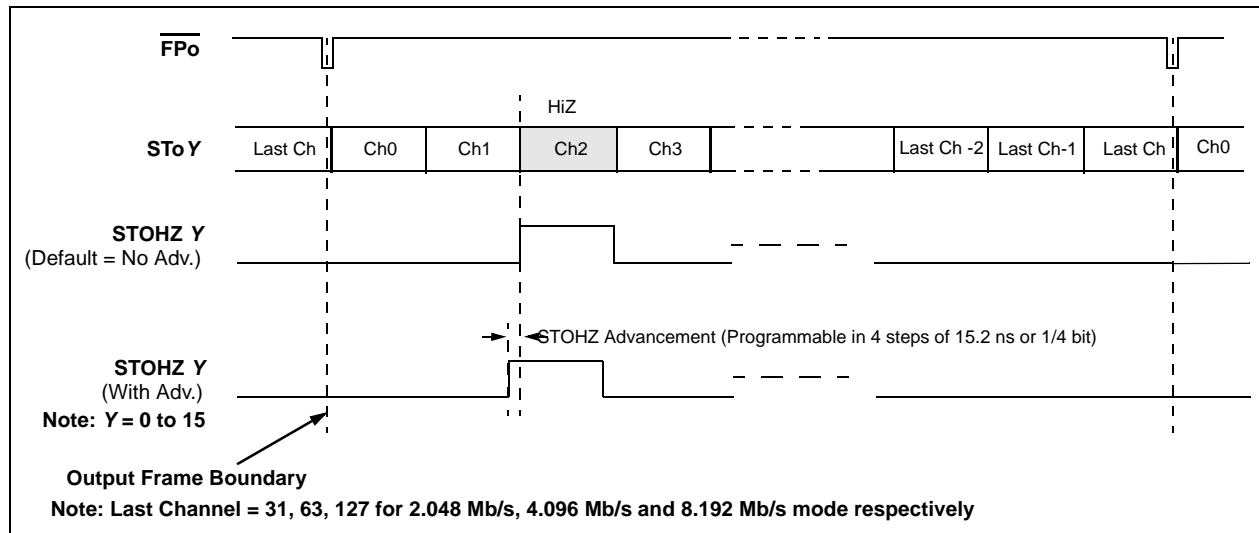 FPo
HiZ
STo Y Last Ch Ch0 Ch1 Ch2 Ch3 Last Ch -2 Last Ch-1 Last Ch Ch0
STOHZ Y
(Default = No Adv.)
STOHZ Advancement (Programmable in 4 steps of 15.2 ns or 1/4 bit)
STOHZ Y
(With Adv.)
Note: Y = 0 to 15
Output Frame Boundary
Note: Last Channel = 31, 63, 127 for 2.048 Mb/s, 4.096 Mb/s and 8.192 Mb/s mode respectively